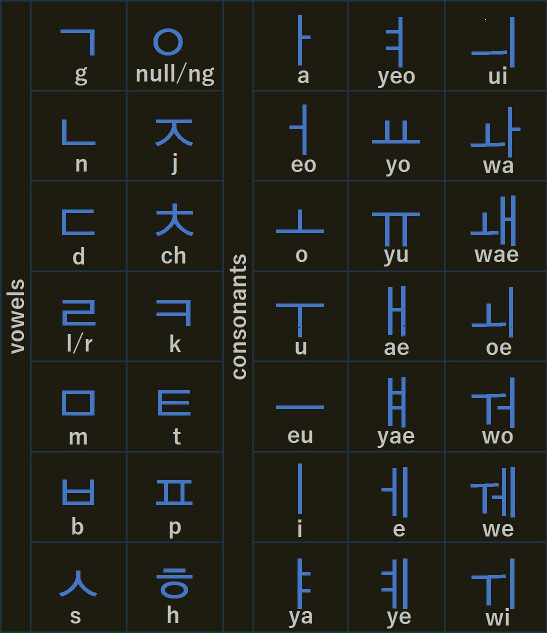 vowels
consonants
ㄱ ㅇ ㅏ ㅕ ㅢ
g null/ng a yeo ui
ㄴ ㅈ ㅓ ㅛ ㅘ
n j eo yo wa
ㄷ ㅊ ㅗ ㅠ ㅙ
d ch o yu wae
ㄹ ㅋ ㅜ ㅐ ㅚ
l/r k u ae oe
ㅁ ㅌ ㅡ ㅒ ㅝ
m t eu yae wo
ㅂ ㅍ ㅣ ㅔ ㅞ
b p i e we
ㅅ ㅎ ㅑ ㅖ ㅟ
s h ya ye wi